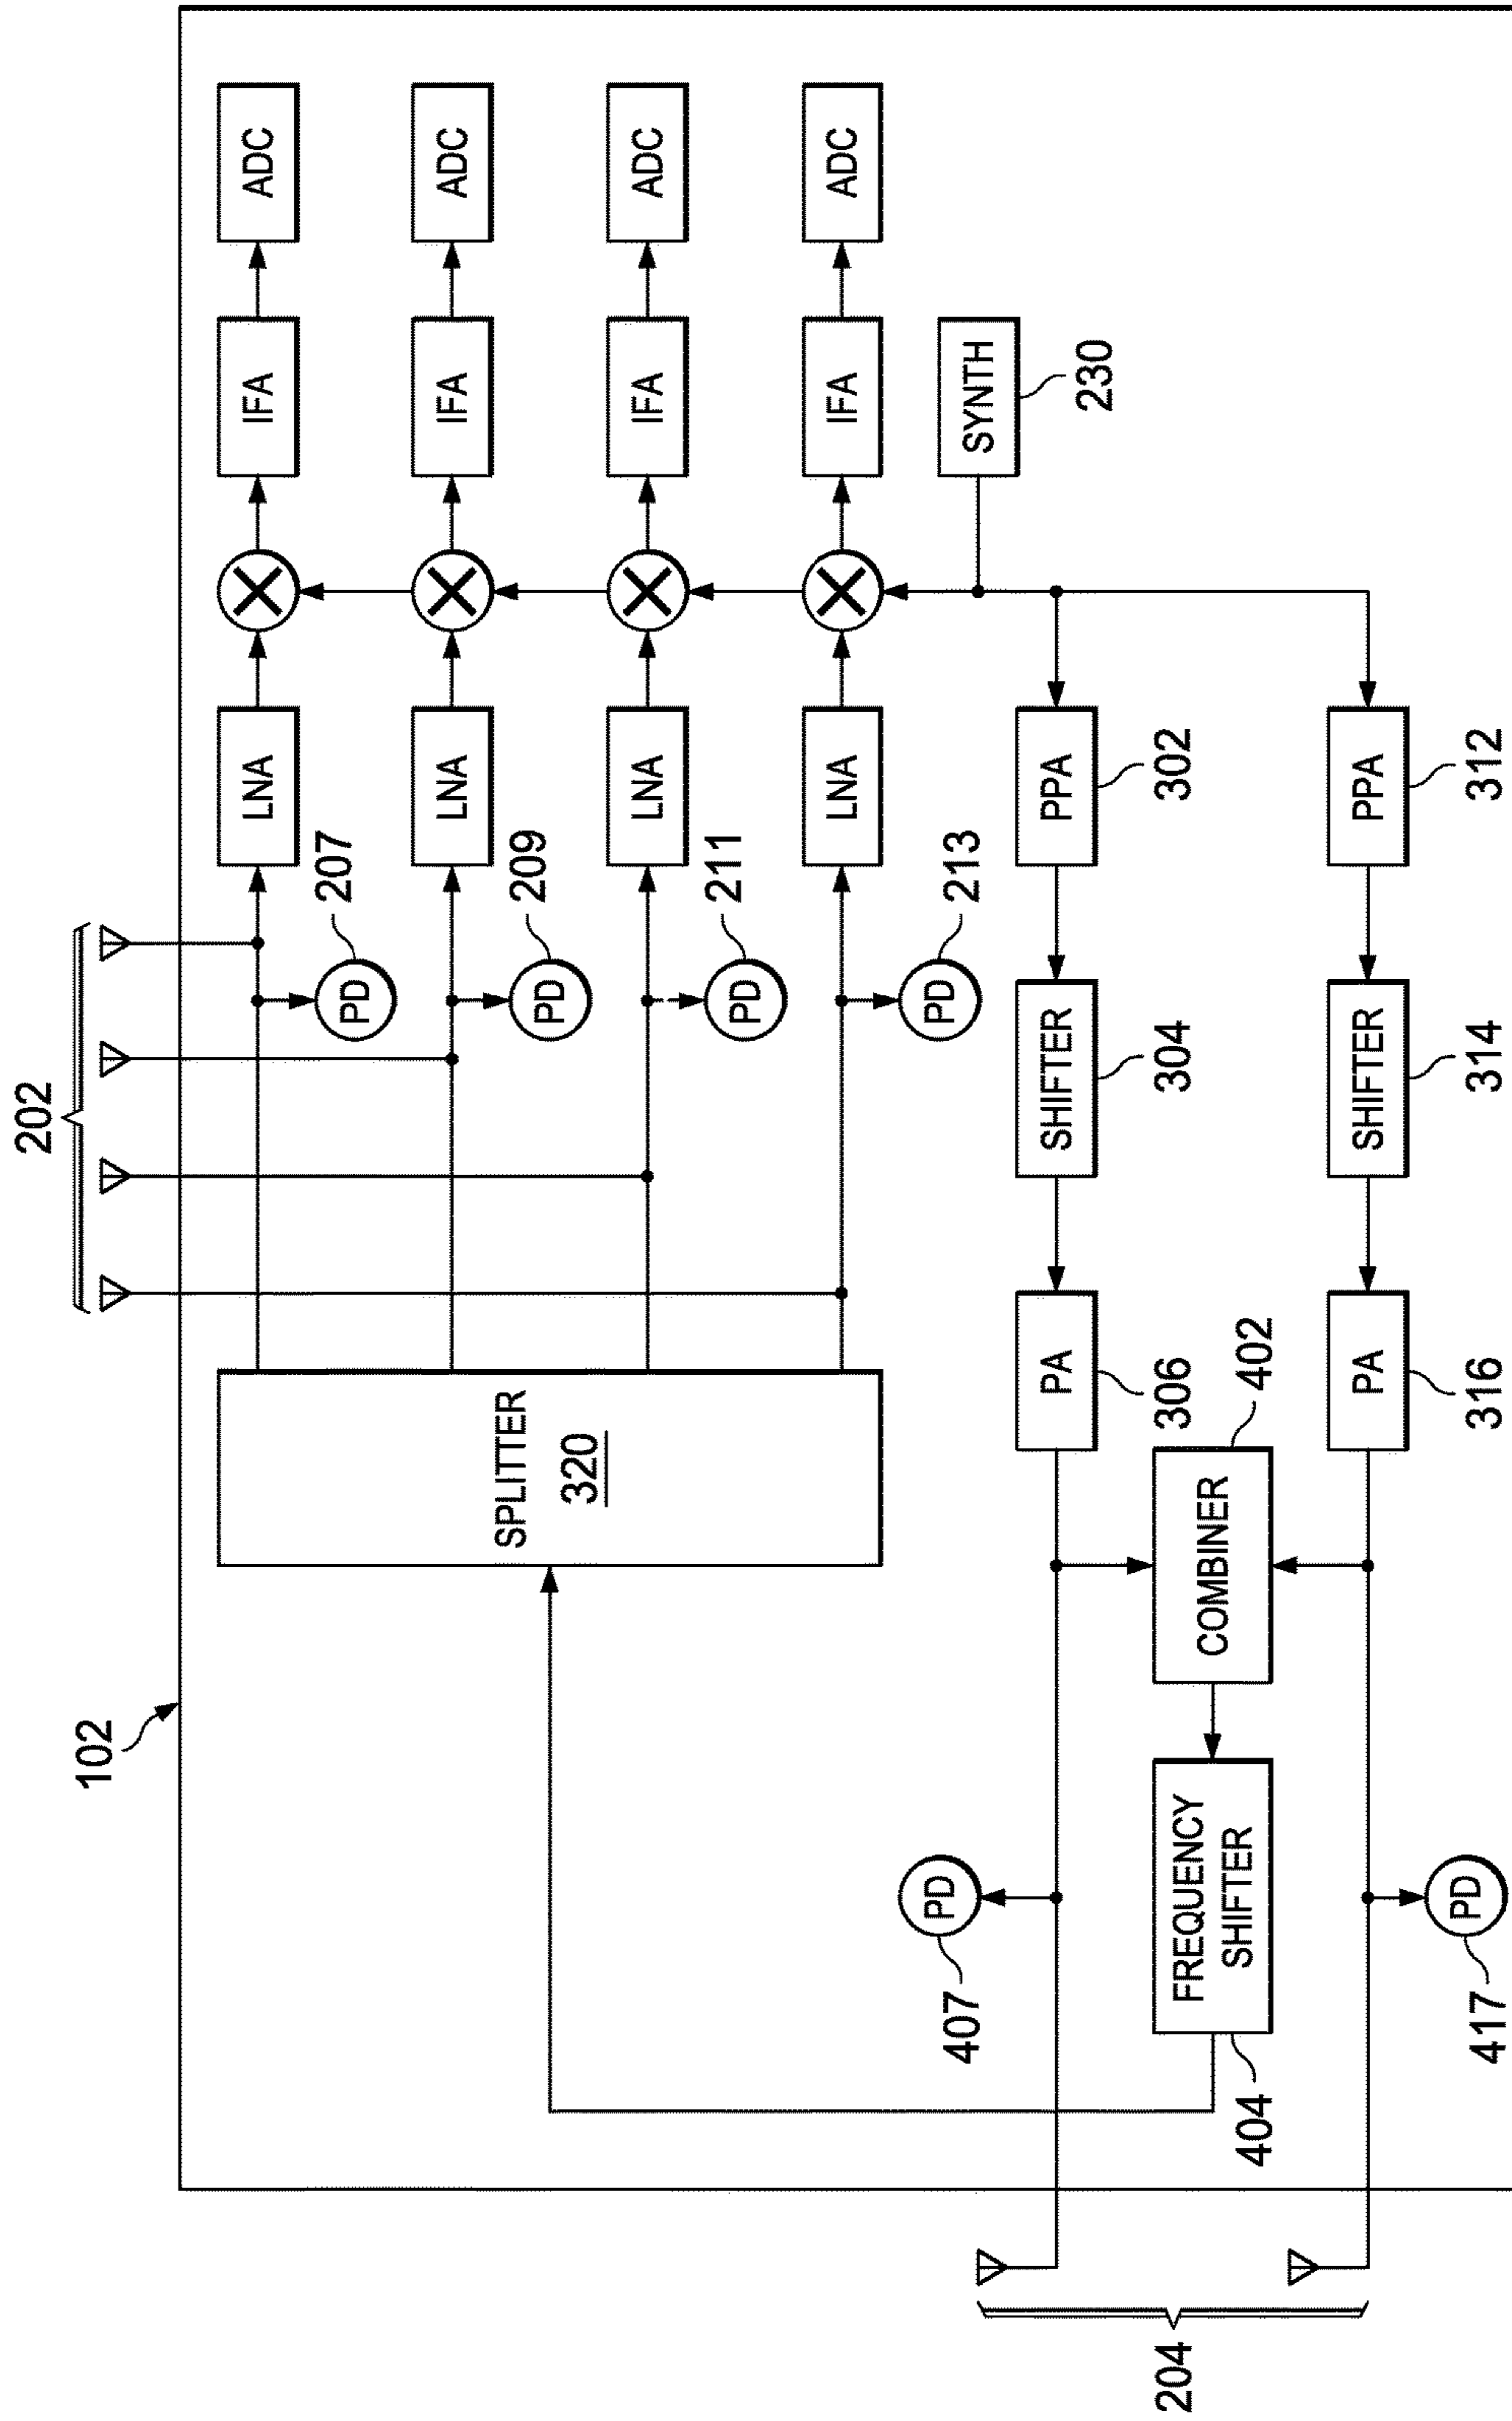 102
202
SPLITTER
320
LNA
IFA
ADC
PD
207
LNA
IFA
ADC
PD
209
LNA
IFA
ADC
PD
211
LNA
IFA
ADC
PD
213
SYNTH
230
204
PD
407
PA
306
SHIFTER
304
PPA
302
FREQUENCY
SHIFTER
404
COMBINER
402
PD
417
PA
316
SHIFTER
314
PPA
312